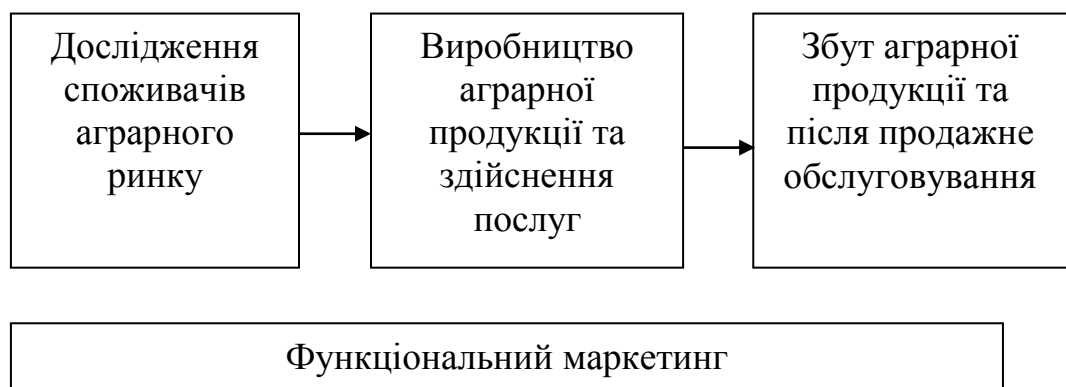 Дослідження
споживачів
аграрного
ринку
Виробництво
аграрної
продукції та
здійснення
послуг
Збут аграрної
продукції та
після продажне
обслуговування
Функціональний маркетинг